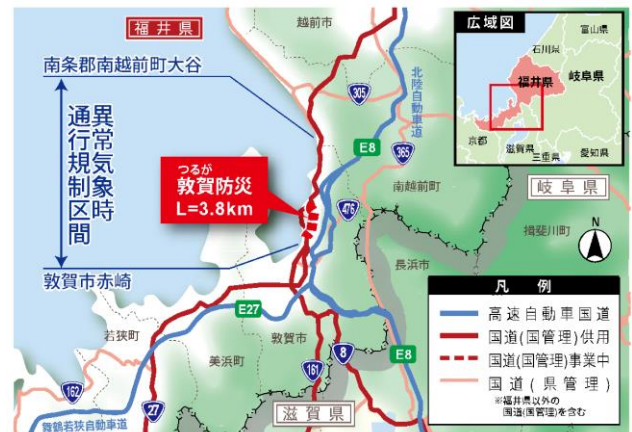 福井県
越前市
南条郡南越前町大谷
異常気象時
通行規制区間
敦賀市赤崎
つるが
敦賀防災
L=3.8km
305
北陸自動車道
E8
365
476
南越前町
岐阜県
揖斐川町
長浜市
N
E27
若狭町
美浜町
敦賀市
162
27
舞鶴若狭自動車道
161
8
E8
滋賀県
広域図
富山県
石川県
福井県
岐阜県
京都
滋賀県
三重県
愛知県
凡例
高速自動車国道
国道(国管理)供用
国道(国管理)事業中
国道(県管理)
※福井県以外の
国道(国管理)を含む